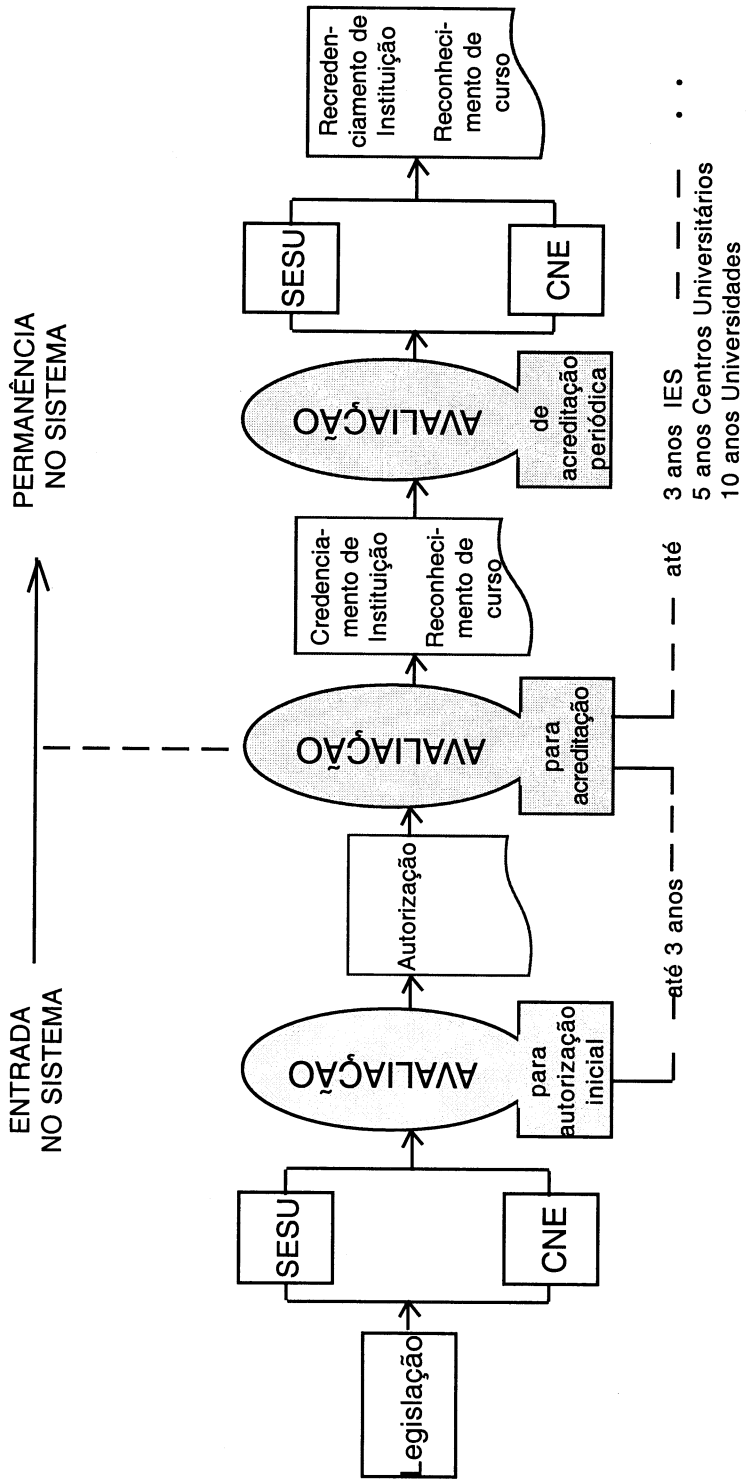 ENTRADA
NO SISTEMA
PERMANÊNCIA
NO SISTEMA
Legislação
SESU
CNE
AVALIAÇÃO
para
autorização
inicial
Autorização
AVALIAÇÃO
para
acreditação
Credencia-
mento de
Instituição
Reconheci-
mento de
curso
AVALIAÇÃO
de
acreditação
periódica
SESU
CNE
Recreden-
ciamento de
Instituição
Reconheci-
mento de
curso
até 3 anos
até
3 anos IES
5 anos Centros Universitários
10 anos Universidades